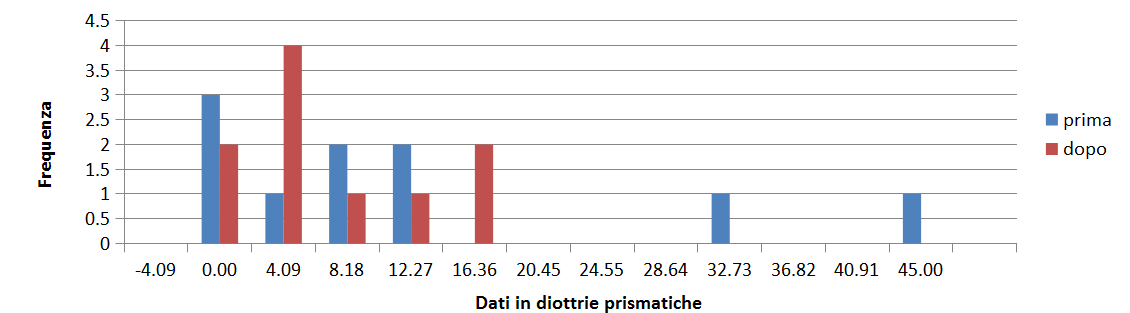 4.5
4
3.5
3
2.5
2
1.5
1
0.5
0
Frequenza
-4.09 0.00 4.09 8.18 12.27 16.36 20.45 24.55 28.64 32.73 36.82 40.91 45.00
Dati in diottrie prismatiche
prima
dopo